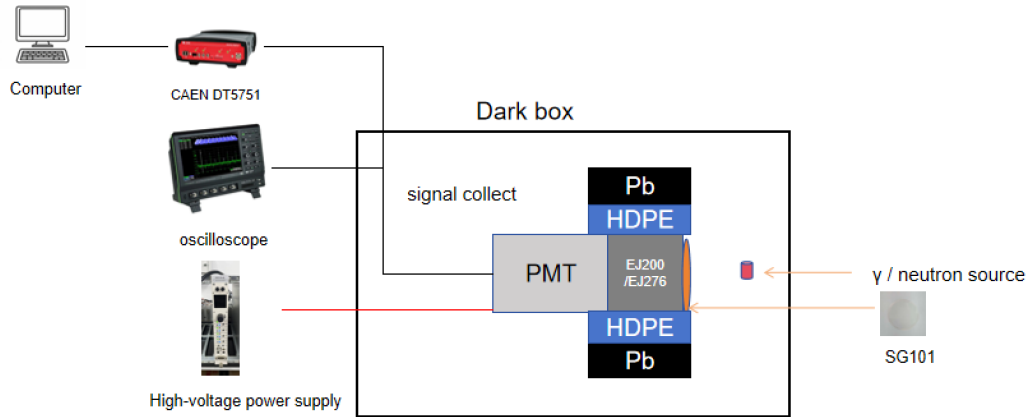 Computer
CAEN DT5751
oscilloscope
High-voltage power supply
Dark box
signal collect
Pb
HDPE
PMT
EJ200
/EJ276
HDPE
Pb
γ / neutron source
SG101